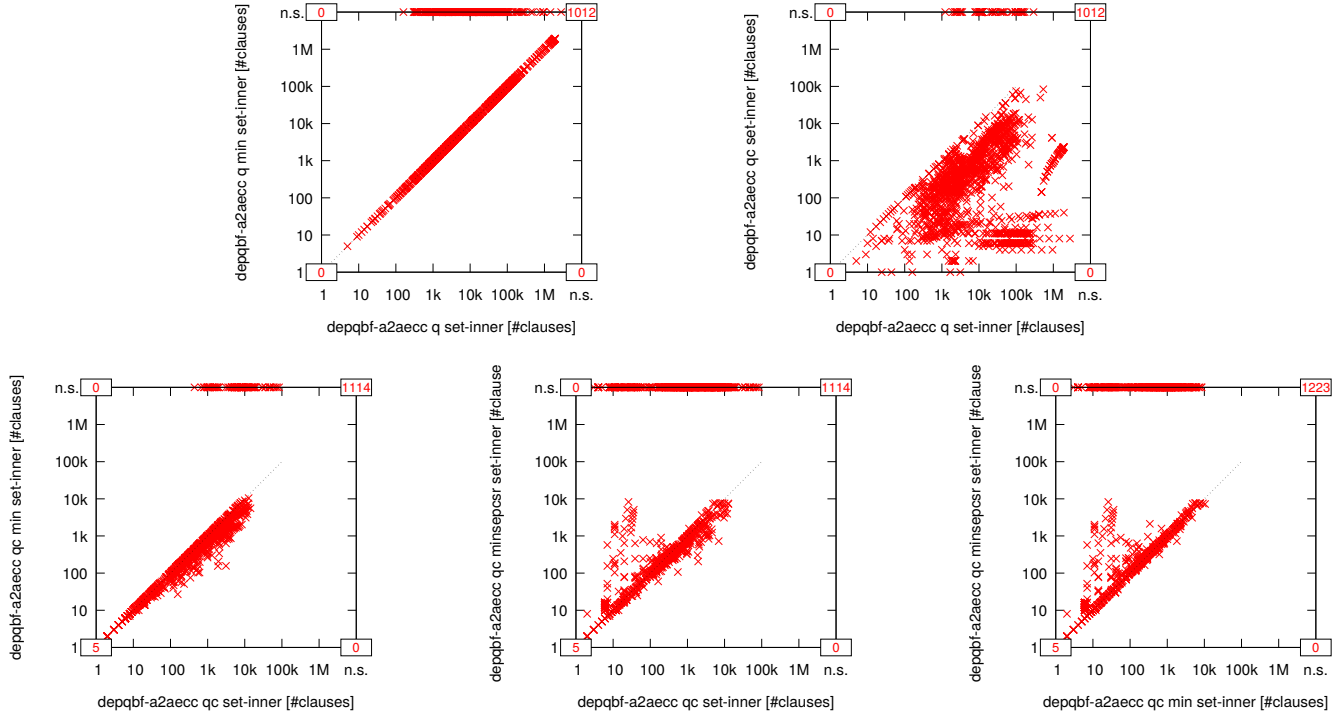 n.s. 0 1012
1M
100k
10k
1k
100
10
1 0 0
1 10 100 1k 10k 100k 1M n.s.
depqbf-a2aecc q min set-inner [#clauses]
depqbf-a2aecc q set-inner [#clauses]
n.s. 0 1012
1M
100k
10k
1k
100
10
1 0 0
1 10 100 1k 10k 100k 1M n.s.
depqbf-a2aecc qc set-inner [#clauses]
depqbf-a2aecc q set-inner [#clauses]
n.s. 0 1114
1M
100k
10k
1k
100
10
1 5 0
1 10 100 1k 10k 100k 1M n.s.
depqbf-a2aecc qc min set-inner [#clauses]
depqbf-a2aecc qc set-inner [#clauses]
n.s. 0 1114
1M
100k
10k
1k
100
10
1 5 0
1 10 100 1k 10k 100k 1M n.s.
depqbf-a2aecc qc minsepcsr set-inner [#clause
depqbf-a2aecc qc set-inner [#clauses]
n.s. 0 1223
1M
100k
10k
1k
100
10
1 5 0
1 10 100 1k 10k 100k 1M n.s.
depqbf-a2aecc qc minsepcsr set-inner [#clause
depqbf-a2aecc qc min set-inner [#clauses]